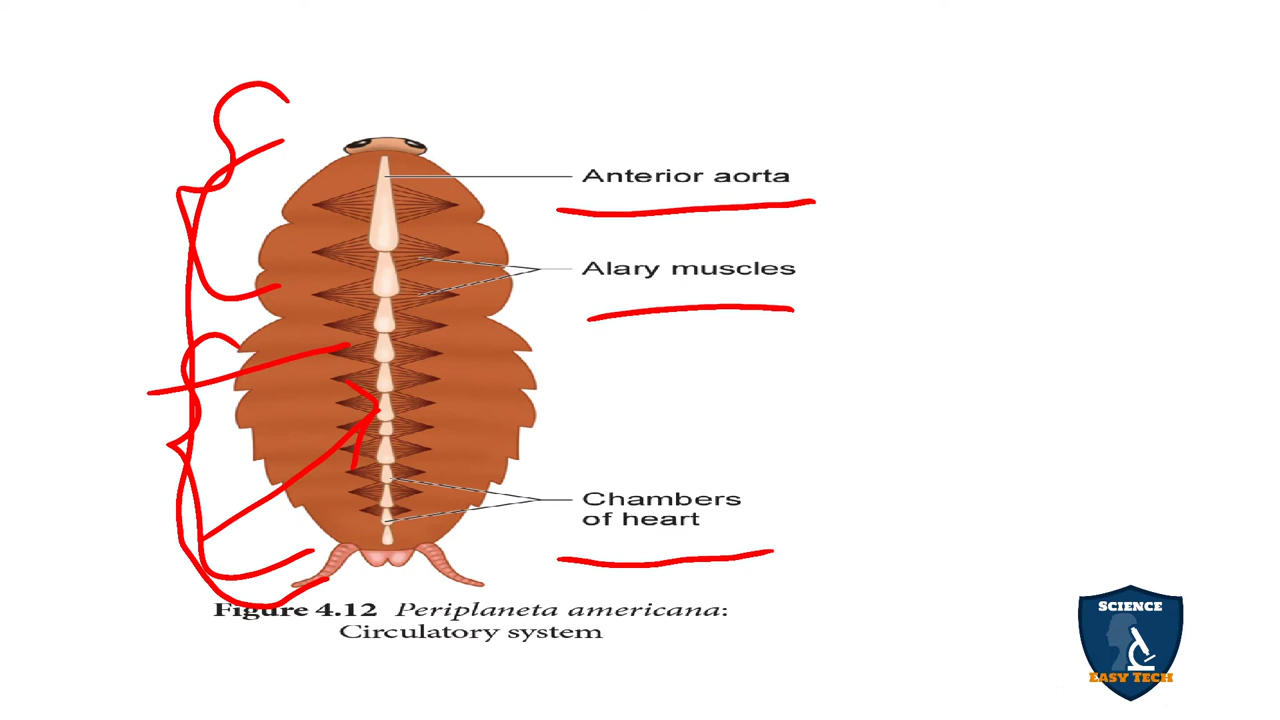 Anterior aorta
Alary muscles
Chambers
of heart
Figure 4.12 Periplaneta americana:
Circulatory system
SCIENCE
EASY TECH